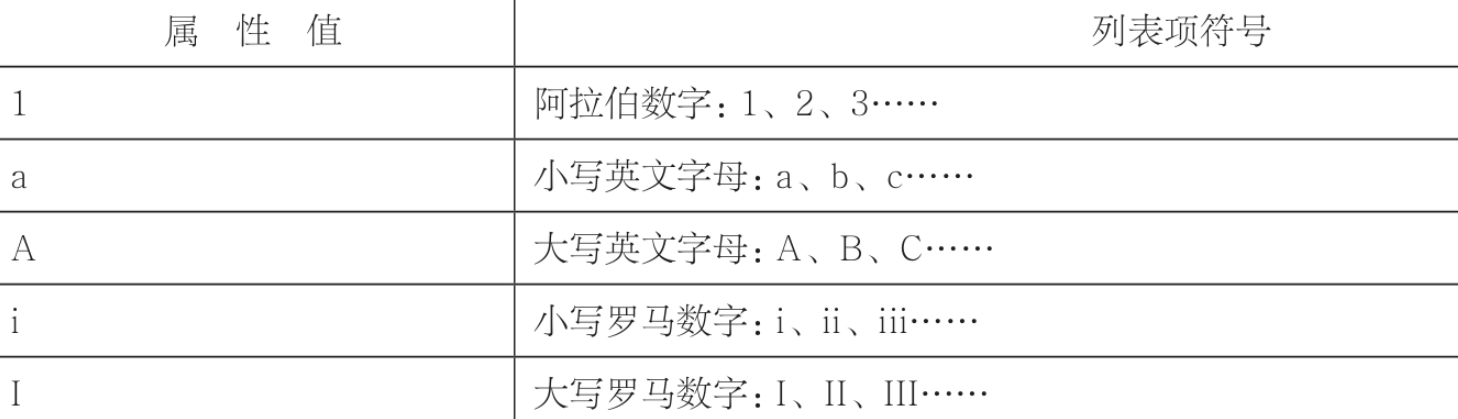 属 性 值 列表项符号
1 阿拉伯数字：1、2、3……
a 小写英文字母：a、b、c……
A 大写英文字母：A、B、C……
i 小写罗马数字：i、ii、iii……
I 大写罗马数字：I、II、III……